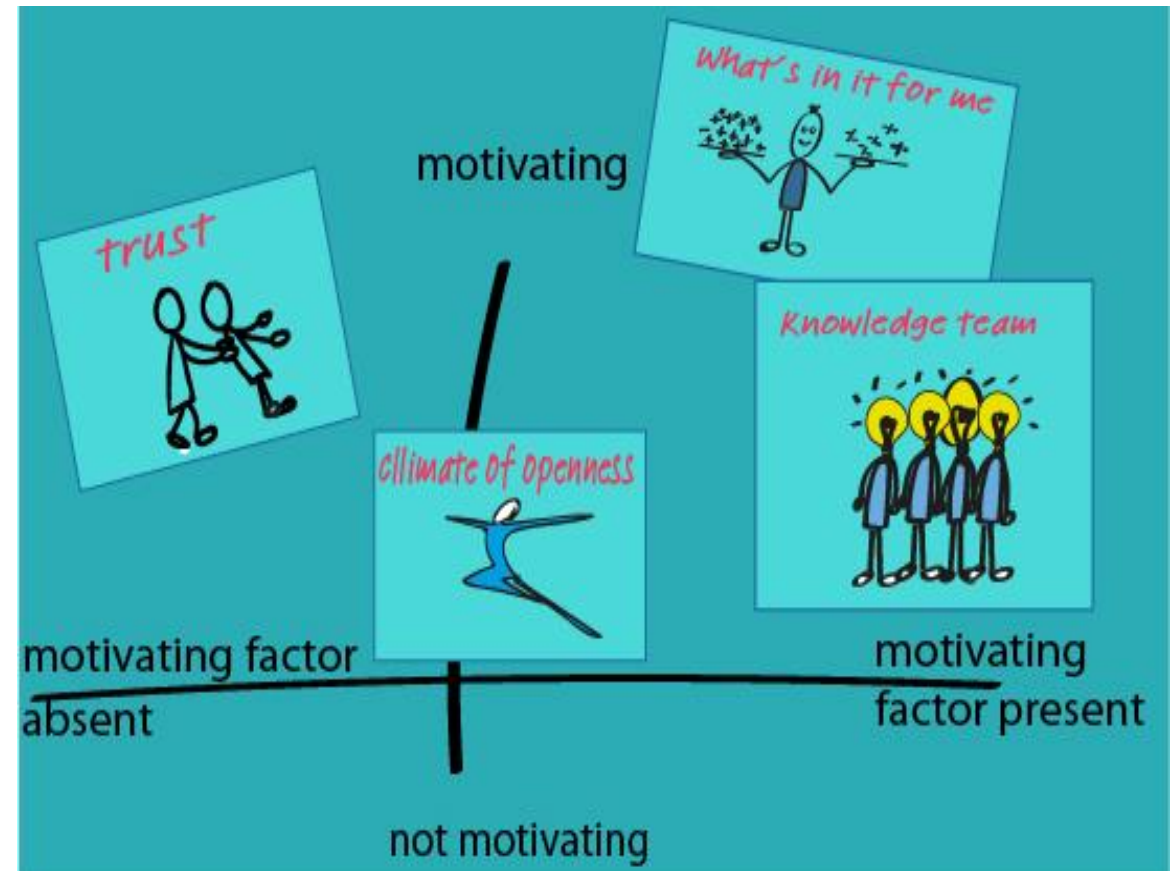 What's in it for me
motivating
trust
Knowledge team
cllimate of openness
motivating factor
absent
motivating
factor present
not motivating